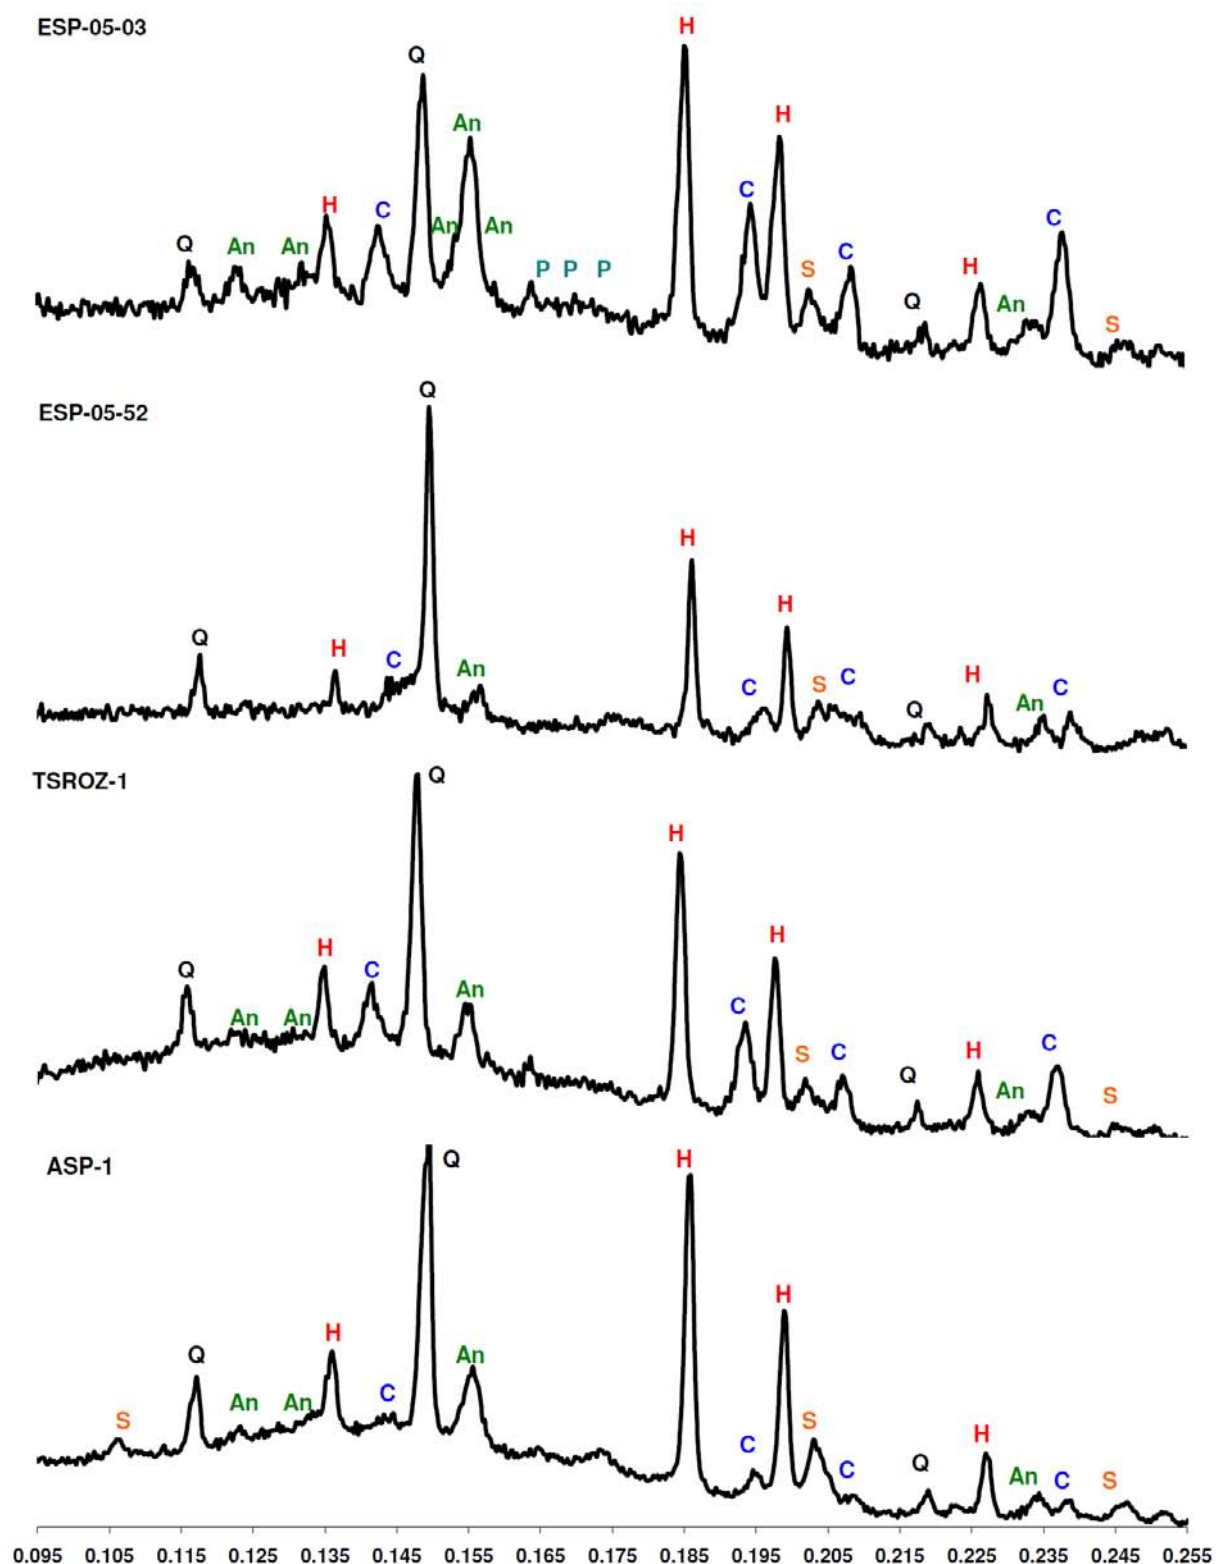 ESP-05-03
H
Q
H
An
C
H
C
An
An
C
Q
An
An
C
H
P
P
P
S
Q
An
S
Q
ESP-05-52
H
H
Q
H
C
An
C
S
C
H
An
C
Q
TSROZ-1
Q
H
H
H
Q
C
An
C
An
An
S
C
Q
H
C
An
S
ASP-1
Q
H
H
H
Q
An
C
An
An
S
S
C
C
Q
H
An
C
S
0.095 0.105 0.115 0.125 0.135 0.145 0.155 0.165 0.175 0.185 0.195 0.205 0.215 0.225 0.235 0.245 0.255